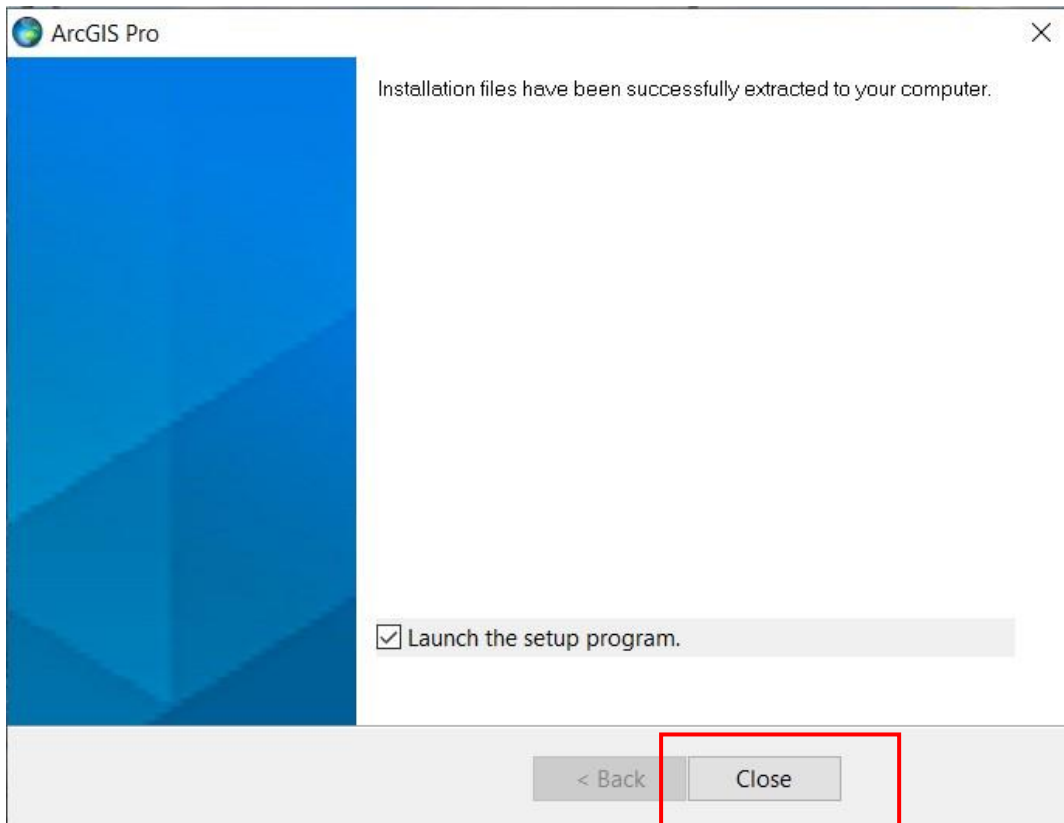 ArcGIS Pro
Installation files have been successfully extracted to your computer.
Launch the setup program.
< Back
Close